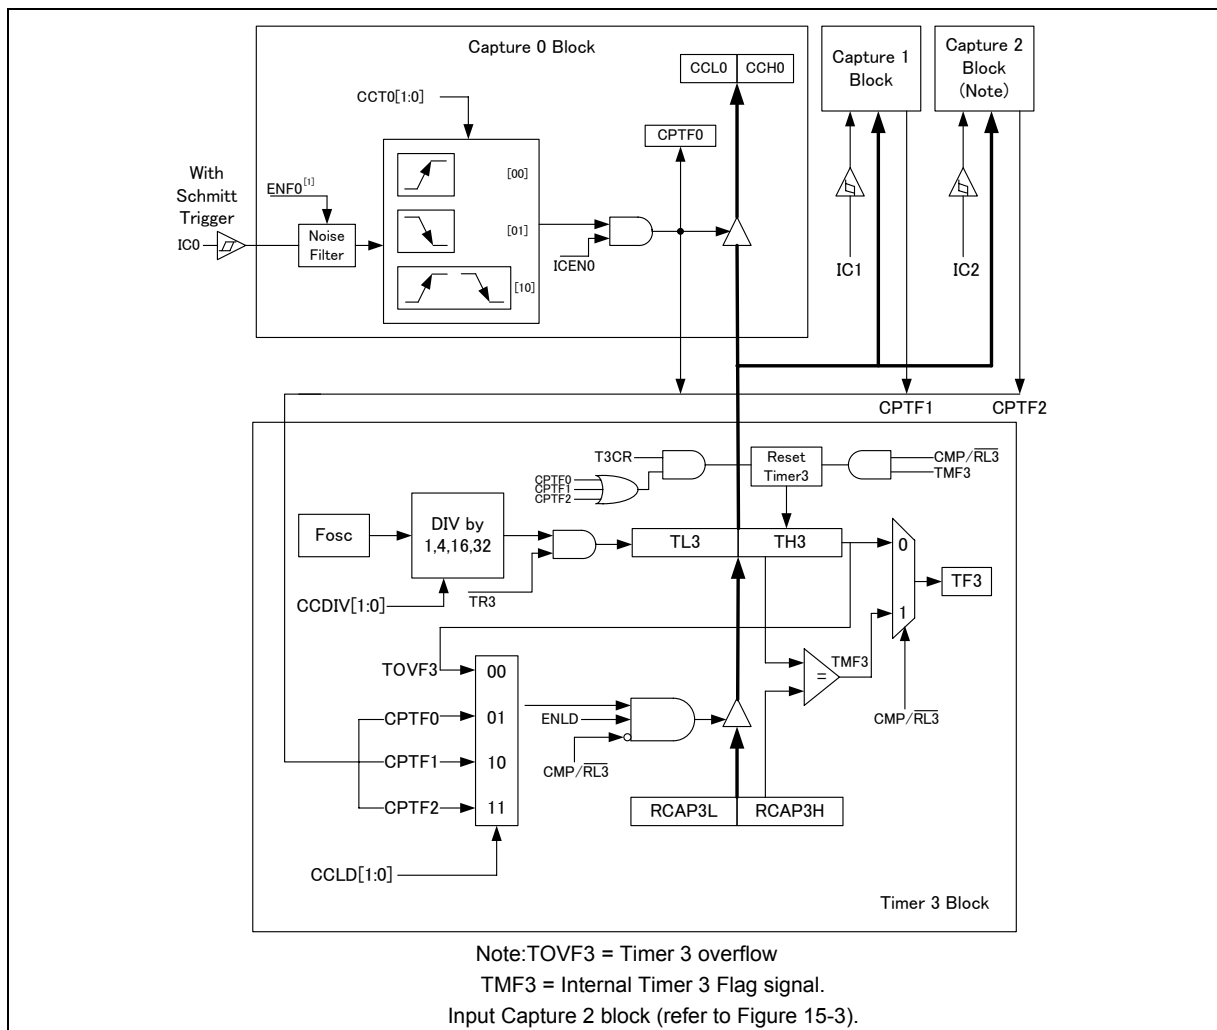 Capture 0 Block
CCL0 CCH0
Capture 1
Block
Capture 2
Block
(Note)
CCT0[1:0]
CPTF0
With
Schmitt
Trigger
ENF0[1]
[00]
IC0
Noise
Filter
[01]
ICEN0
[10]
IC1
IC2
CPTF1
CPTF2
T3CR
CPTF0
CPTF1
CPTF2
Reset
Timer3
CMP/RL3
TMF3
Fosc
DIV by
1,4,16,32
TL3
TH3
0
TF3
1
CCDIV[1:0]
TR3
TOVF3
00
=
TMF3
CPTF0
01
ENLD
CMP/RL3
CPTF1
10
CMP/RL3
CPTF2
11
RCAP3L
RCAP3H
CCLD[1:0]
Timer 3 Block
Note:TOVF3 = Timer 3 overflow
TMF3 = Internal Timer 3 Flag signal.
Input Capture 2 block (refer to Figure 15-3).